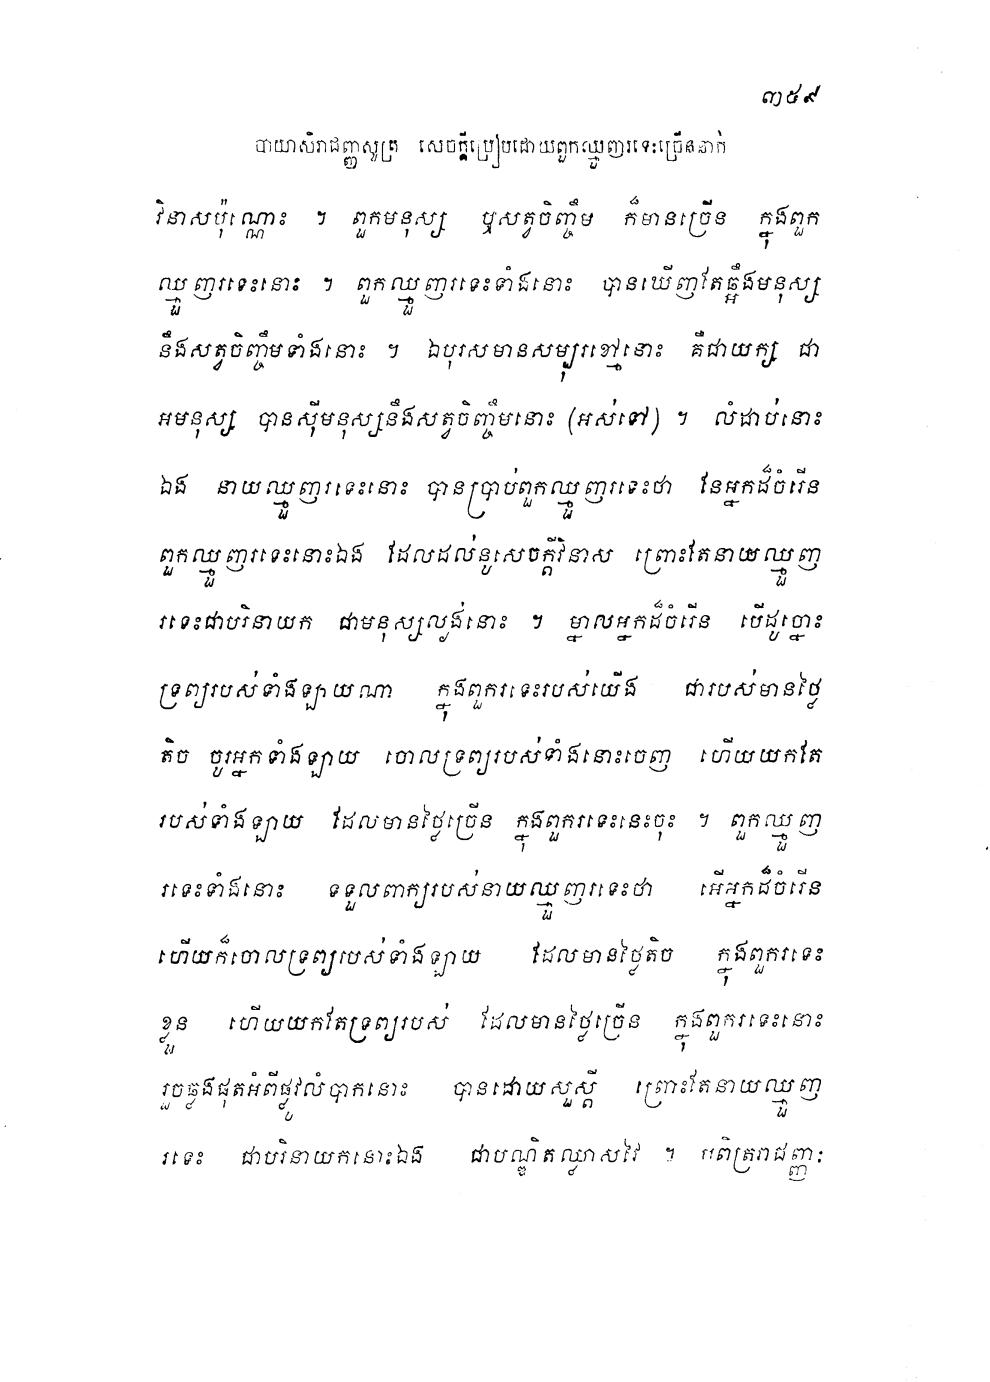 ៣៥៩
បាយាសិរាជញ្ញសូត្រ សេចក្តីប្រៀបដោយពួកឈ្មួញរទេះច្រើននាក់
វិនាសប៉ុណ្ណោះ ។ ពួកមនុស្ស ឬសត្វចិញ្ចឹម ក៏មានច្រើន ក្នុងពួក
ឈ្មួញរទេះនោះ ។ ពួកឈ្មួញរទេះទាំងនោះ បានឃើញតែឆ្អឹងមនុស្ស
នឹងសត្វចិញ្ចឹមទាំងនោះ ។ ឯបុរសមានសម្បុរខ្មៅនោះ គឺជាយក្ស ជា
អមនុស្ស បានស៊ីមនុស្សនឹងសត្វចិញ្ចឹមនោះ (អស់ទៅ) ។ លំដាប់នោះ
ឯង នាយឈ្មួញរទេះនោះ បានប្រាប់ពួកឈ្មួញរទេះថា នែអ្នកដ៏ចំរើន
ពួកឈ្មួញរទេះនោះឯង ដែលដល់នូវសេចក្តីវិនាស ព្រោះតែនាយឈ្មួញ
រទេះជាបរិនាយក ជាមនុស្សល្ងង់នោះ ។ ម្នាលអ្នកដ៏ចំរើន បើដូច្នោះ
ទ្រព្យរបស់ទាំងឡាយណា ក្នុងពួករទេះរបស់យើង ជារបស់មានថ្លៃ
តិច ចូរអ្នកទាំងឡាយ ចោលទ្រព្យរបស់ទាំងនោះចេញ ហើយយកតែ
របស់ទាំងឡាយ ដែលមានថ្លៃច្រើន ក្នុងពួករទេះនេះចុះ ។ ពួកឈ្មួញ
រទេះទាំងនោះ ទទួលពាក្យរបស់នាយឈ្មួញរទេះថា អើអ្នកដ៏ចំរើន
ហើយក៏ចោលទ្រព្យរបស់ទាំងឡាយ ដែលមានថ្លៃតិច ក្នុងពួករទេះ
ខ្លួន ហើយយកតែទ្រព្យរបស់ ដែលមានថ្លៃច្រើន ក្នុងពួករទេះនោះ
រួចឆ្លងផុតអំពីផ្លូវលំបាកនោះ បានដោយសួស្តី ព្រោះតែនាយឈ្មួញ
រទេះ ជាបរិនាយកនោះឯង ជាបណ្ឌិតឈ្លាសវៃ ។ បពិត្ររាជញ្ញៈ